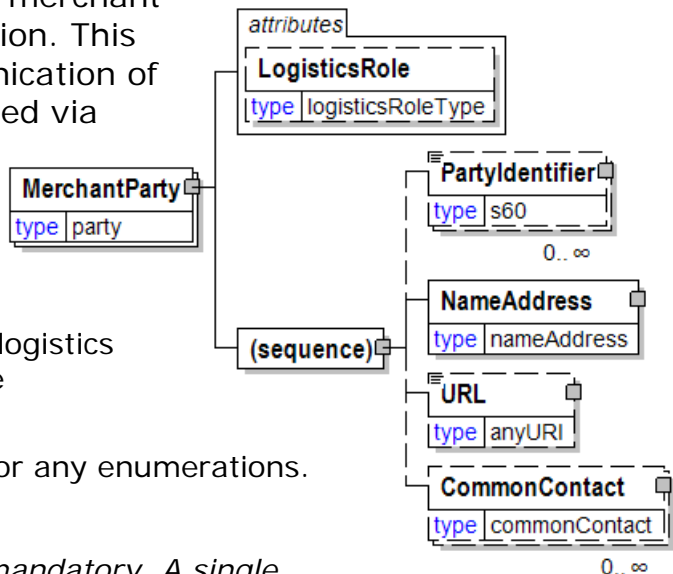 merchant
ion. This
nication of
ed via
logistics
e
or any enumerations.
mandatory. A single
attributes
LogisticsRole
type logisticsRoleType
MerchantParty
type party
(sequence)
PartyIdentifier
type s60
0.. ∞
NameAddress
type nameAddress
URL
type anyURI
CommonContact
type commonContact
0.. ∞